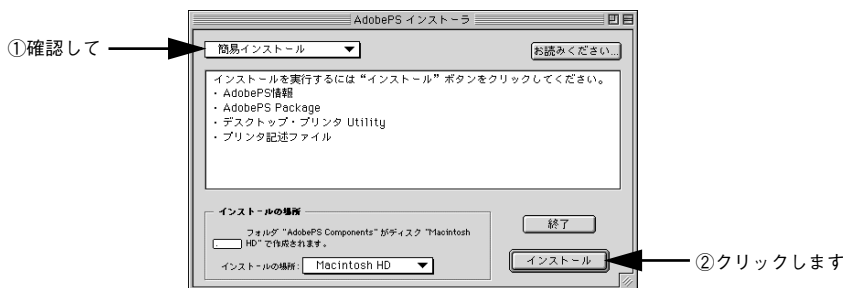 AdobePS インストーラ
①確認して
簡易インストール
お読みください...
インストールを実行するには“インストール”ボタンをクリックしてください。
・AdobePS情報
・AdobePS Package
・デスクトップ・プリンタ Utility
・プリンタ記述ファイル
インストールの場所
フォルダ "AdobePS Components" がディスク "Macintosh
HD" で作成されます。
終了
インストールの場所: Macintosh HD
インストール
②クリックします